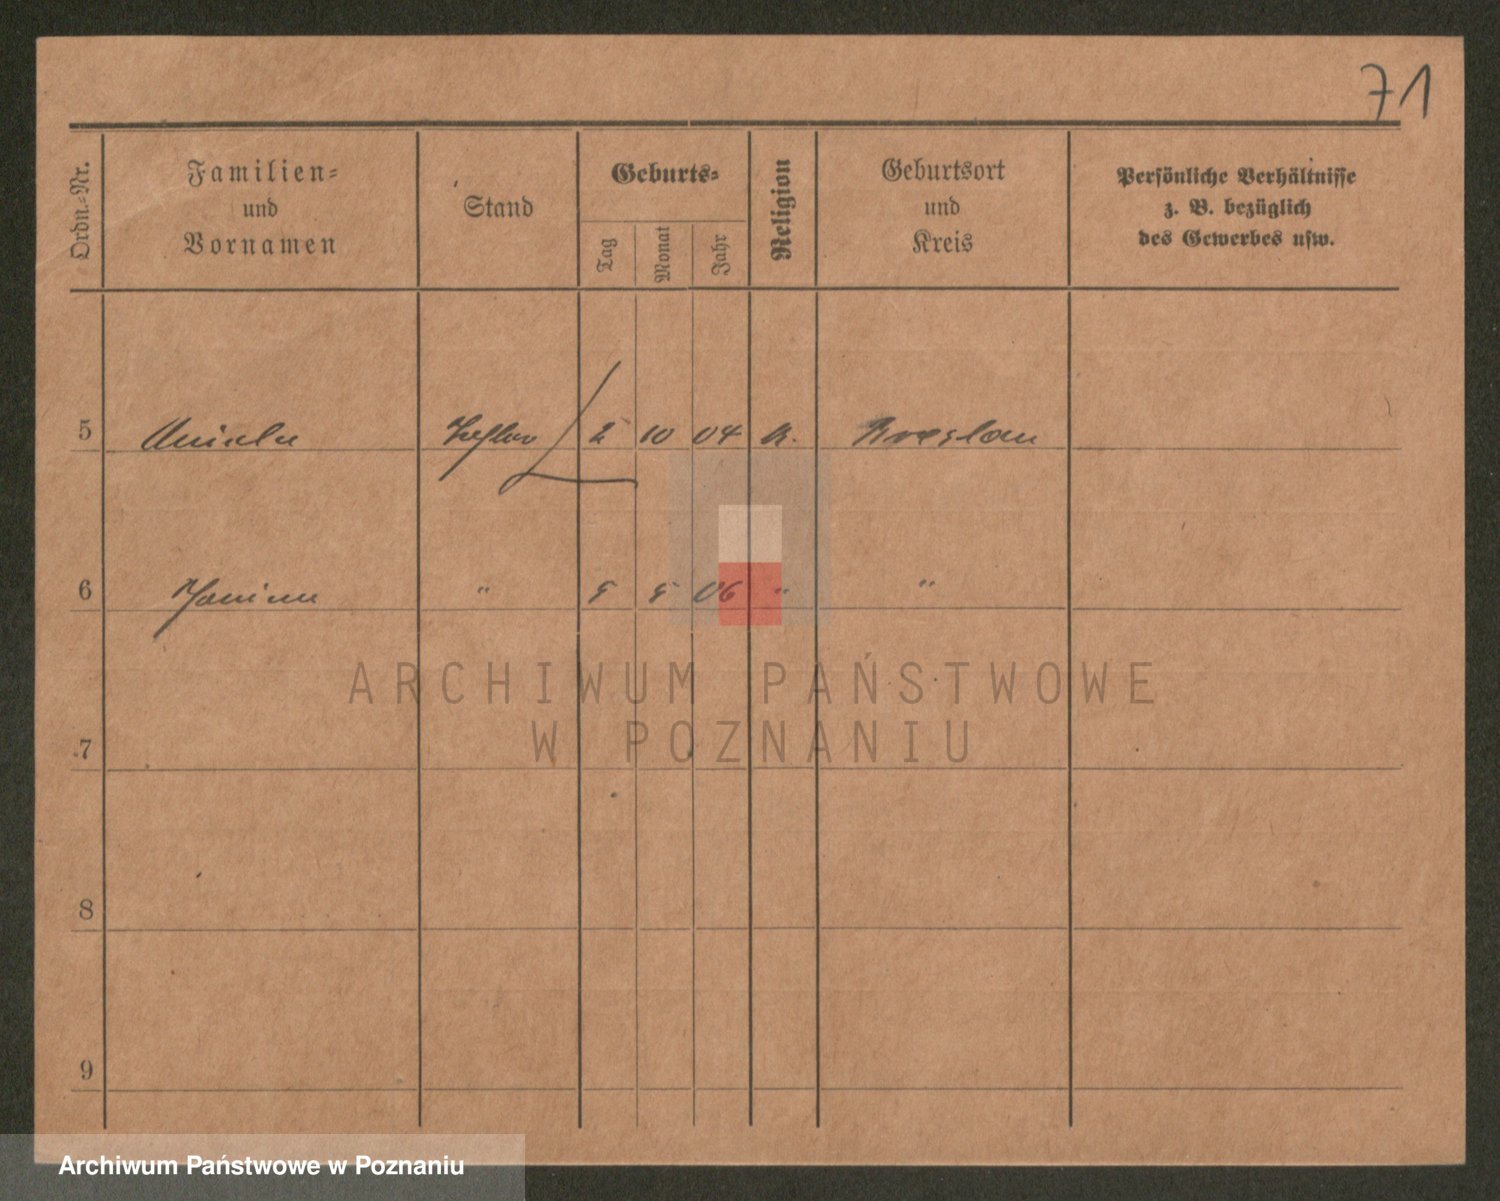 71
Ordn.-Nr.
Familien-
und
Vornamen
Stand
Geburts-
Tag
Monat
Jahr
Religion
Geburtsort
und
Kreis
Persönliche Verhältnisse
z. B. bezüglich
des Gewerbes usw.
5 Aniela 2 10 04 K. Breslau
6 Janina " 5 5 06 " "
7
8
9
ARCHIWUM PAŃSTWOWE
W POZNANIU
Archiwum Państwowe w Poznaniu